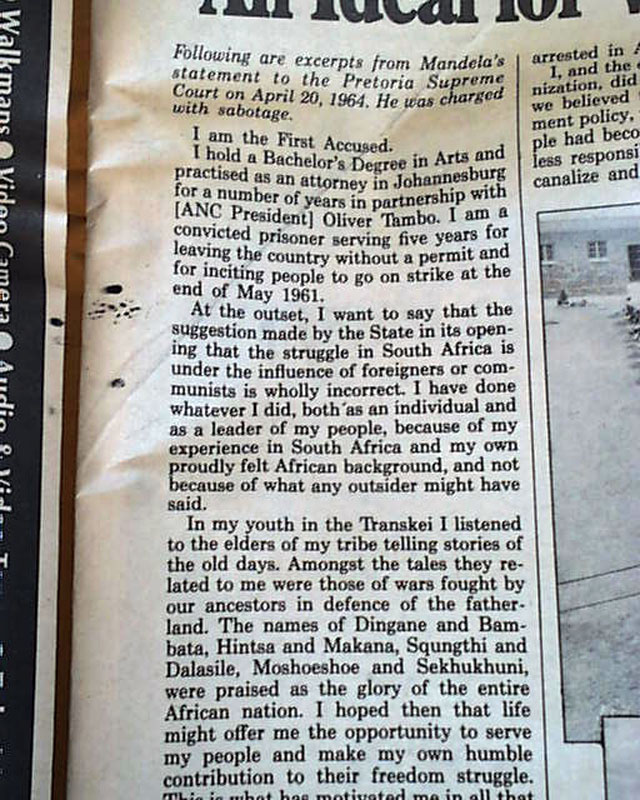 An Ideal for
Following are excerpts from Mandela's
statement to the Pretoria Supreme
Court on April 20, 1964. He was charged
with sabotage.
I am the First Accused.
I hold a Bachelor's Degree in Arts and
practised as an attorney in Johannesburg
for a number of years in partnership with
[ANC President] Oliver Tambo. I am a
convicted prisoner serving five years for
leaving the country without a permit and
for inciting people to go on strike at the
end of May 1961.
At the outset, I want to say that the
suggestion made by the State in its open-
ing that the struggle in South Africa is
under the influence of foreigners or com-
munists is wholly incorrect. I have done
whatever I did, both as an individual and
as a leader of my people, because of my
experience in South Africa and my own
proudly felt African background, and not
because of what any outsider might have
said.
In my youth in the Transkei I listened
to the elders of my tribe telling stories of
the old days. Amongst the tales they re-
lated to me were those of wars fought by
our ancestors in defence of the father-
land. The names of Dingane and Bam-
bata, Hintsa and Makana, Squngthi and
Dalasile, Moshoeshoe and Sekhukhuni,
were praised as the glory of the entire
African nation. I hoped then that life
might offer me the opportunity to serve
my people and make my own humble
contribution to their freedom struggle.
This is what has motivated me in all that
arrested in
I, and the
nization, did
we believed
ment policy,
ple had beco
less responsi
canalize and
Walkmans ● Video Camera ● Audio &